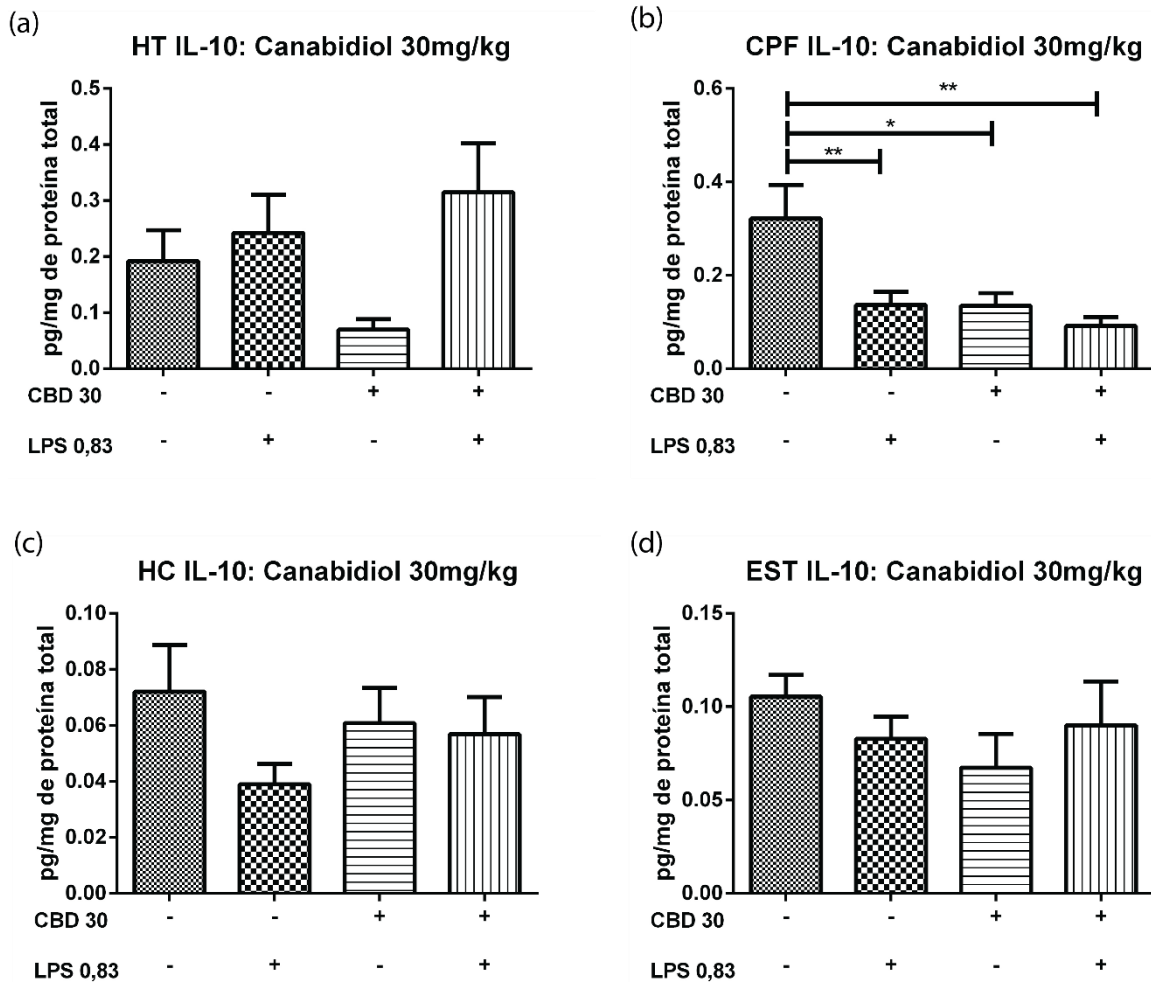 (a)
HT IL-10: Canabidiol 30mg/kg
pg/mg de proteína total
0.5
0.4
0.3
0.2
0.1
0.0
CBD 30 - - + +
LPS 0,83 - + - +
(b)
CPF IL-10: Canabidiol 30mg/kg
pg/mg de proteína total
0.6
0.4
0.2
0.0
**
*
**
CBD 30 - - + +
LPS 0,83 - + - +
(c)
HC IL-10: Canabidiol 30mg/kg
pg/mg de proteína total
0.10
0.08
0.06
0.04
0.02
0.00
CBD 30 - - + +
LPS 0,83 - + - +
(d)
EST IL-10: Canabidiol 30mg/kg
pg/mg de proteína total
0.15
0.10
0.05
0.00
CBD 30 - - + +
LPS 0,83 - + - +